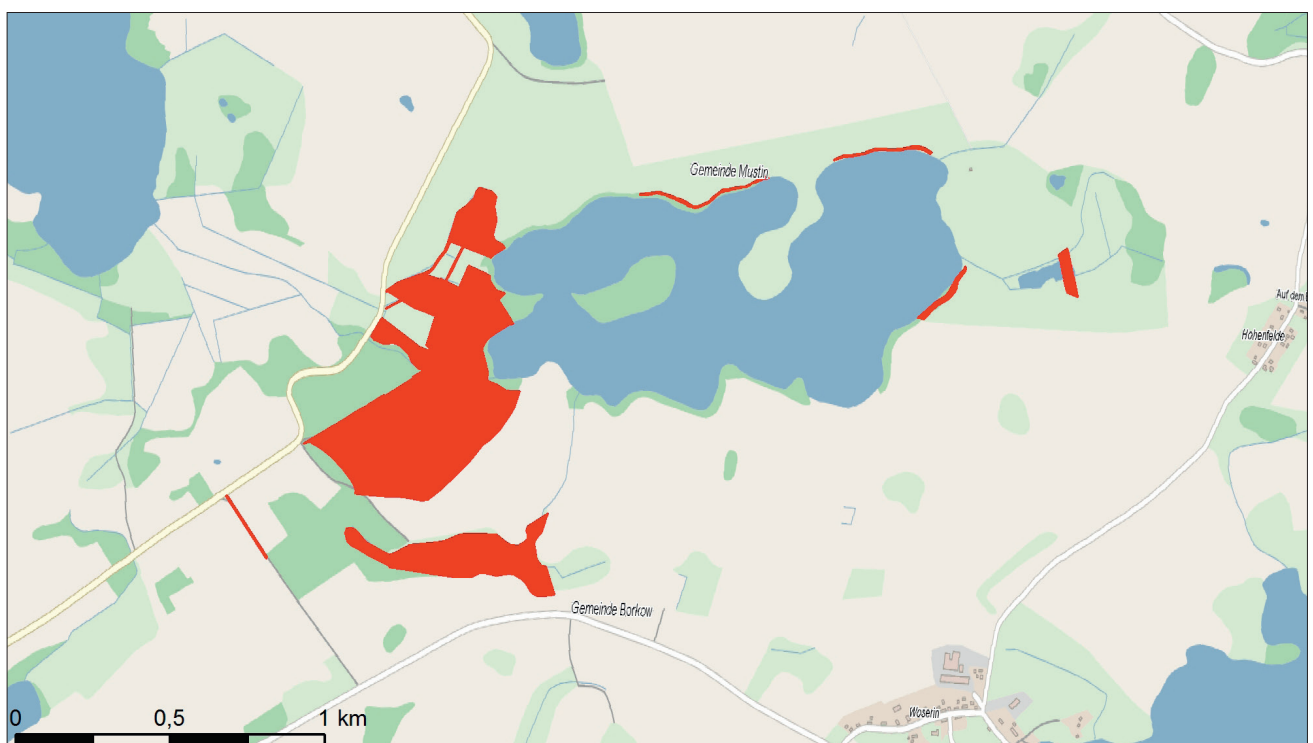 Gemeinde Mustin
Auf dem
Hohenfelde
Gemeinde Borkow
Woserin
0 0,5 1 km